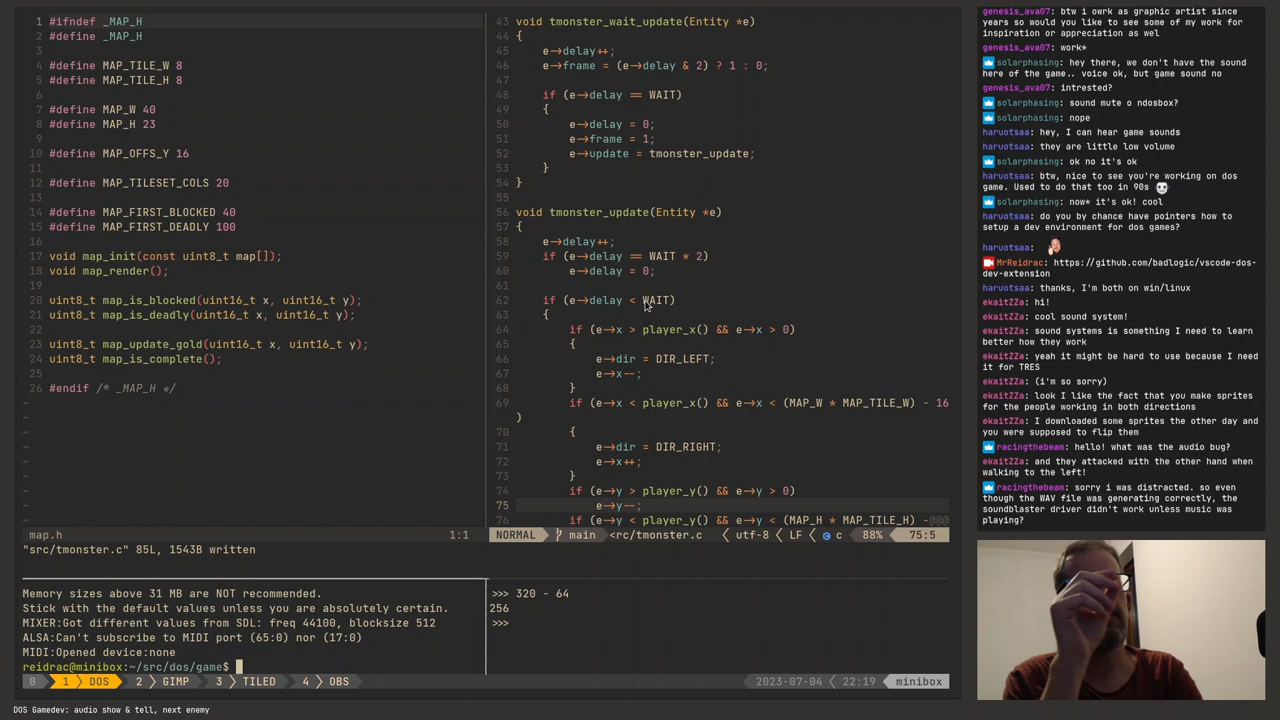 1 #ifndef _MAP_H
2 #define _MAP_H
3
4 #define MAP_TILE_W 8
5 #define MAP_TILE_H 8
6
7 #define MAP_W 40
8 #define MAP_H 23
9
10 #define MAP_OFFS_Y 16
11
12 #define MAP_TILESET_COLS 20
13
14 #define MAP_FIRST_BLOCKED 40
15 #define MAP_FIRST_DEADLY 100
16
17 void map_init(const uint8_t map[]);
18 void map_render();
19
20 uint8_t map_is_blocked(uint16_t x, uint16_t y);
21 uint8_t map_is_deadly(uint16_t x, uint16_t y);
22
23 uint8_t map_update_gold(uint16_t x, uint16_t y);
24 uint8_t map_is_complete();
25
26 #endif /* _MAP_H */
~
~
~
~
~
~
~
~
~
map.h 1:1
"src/tmonster.c" 85L, 1543B written
43 void tmonster_wait_update(Entity *e)
44 {
45 e->delay++;
46 e->frame = (e->delay & 2) ? 1 : 0;
47
48 if (e->delay == WAIT)
49 {
50 e->delay = 0;
51 e->frame = 1;
52 e->update = tmonster_update;
53 }
54 }
55
56 void tmonster_update(Entity *e)
57 {
58 e->delay++;
59 if (e->delay == WAIT * 2)
60 e->delay = 0;
61
62 if (e->delay < WAIT)
63 {
64 if (e->x > player_x() && e->x > 0)
65 {
66 e->dir = DIR_LEFT;
67 e->x--;
68 }
69 if (e->x < player_x() && e->x < (MAP_W * MAP_TILE_W) - 16
)
70 {
71 e->dir = DIR_RIGHT;
72 e->x++;
73 }
74 if (e->y > player_y() && e->y > 0)
75 e->y--;
76 if (e->y < player_y() && e->y < (MAP_H * MAP_TILE_H) -@@@
NORMAL main <rc/tmonster.c utf-8 LF c 88% 75:5
Memory sizes above 31 MB are NOT recommended.
Stick with the default values unless you are absolutely certain.
MIXER:Got different values from SDL: freq 44100, blocksize 512
ALSA:Can't subscribe to MIDI port (65:0) nor (17:0)
MIDI:Opened device:none
reidrac@minibox:~/src/dos/game$
>>> 320 - 64
256
>>>
0 1 DOS 2 GIMP 3 TILED 4 OBS 2023-07-04 22:19 minibox
DOS Gamedev: audio show & tell, next enemy
genesis_ava07: btw i owrk as graphic artist since
years so would you like to see some of my work for
inspiration or appreciation as wel
genesis_ava07: work*
solarphasing: hey there, we don't have the sound
here of the game.. voice ok, but game sound no
genesis_ava07: intrested?
solarphasing: sound mute o ndosbox?
solarphasing: nope
haruotsaa: hey, I can hear game sounds
haruotsaa: they are little low volume
solarphasing: ok no it's ok
haruotsaa: btw, nice to see you're working on dos
game. Used to do that too in 90s
solarphasing: now* it's ok! cool
haruotsaa: do you by chance have pointers how to
setup a dev environment for dos games?
haruotsaa:
MrReidrac: https://github.com/badlogic/vscode-dos-
dev-extension
haruotsaa: thanks, I'm both on win/linux
ekaitZZa: hi!
ekaitZZa: cool sound system!
ekaitZZa: sound systems is something I need to learn
better how they work
ekaitZZa: yeah it might be hard to use because I need
it for TRES
ekaitZZa: (i'm so sorry)
ekaitZZa: look I like the fact that you make sprites
for the people working in both directions
ekaitZZa: I downloaded some sprites the other day and
you were supposed to flip them
racingthebeam: hello! what was the audio bug?
ekaitZZa: and they attacked with the other hand when
walking to the left!
racingthebeam: sorry i was distracted. so even
though the WAV file was generating correctly, the
soundblaster driver didn't work unless music was
playing?